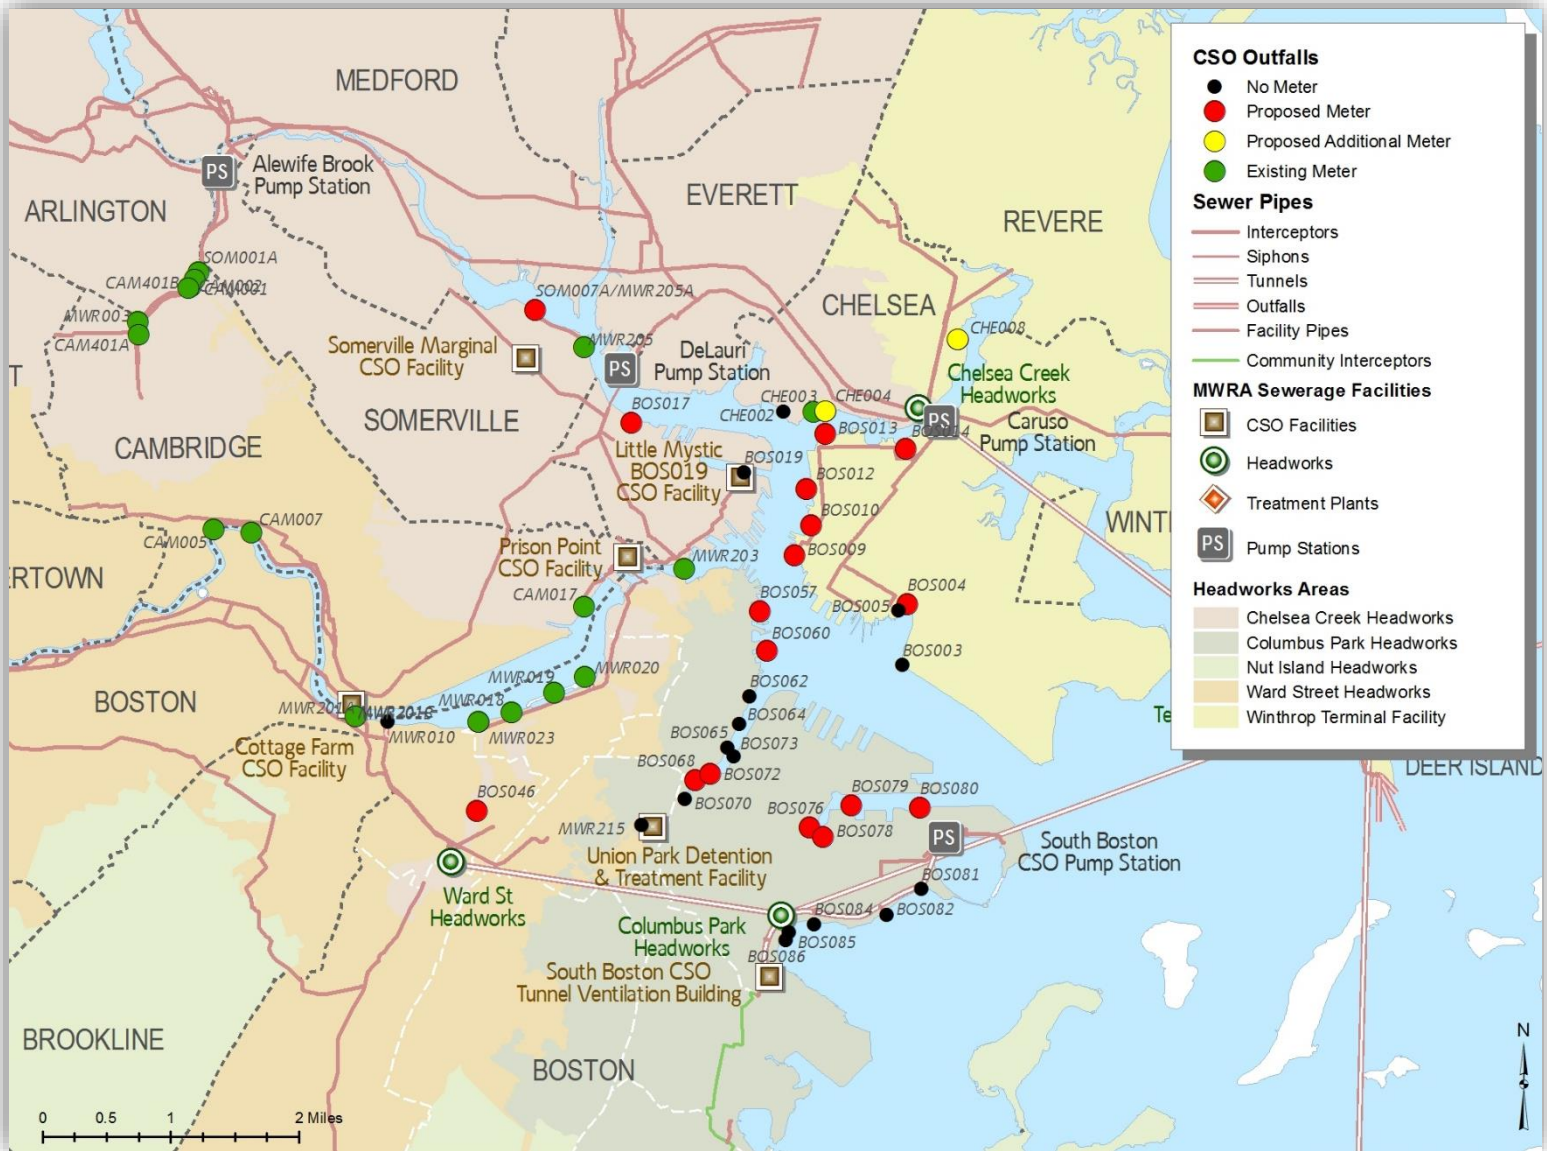 MEDFORD
Alewife Brook
Pump Station
ARLINGTON
EVERETT
REVERE
SOM001A
CAM401B
CAM002
CAM001
MWR003
CAM401A
SOM007A/MWR205A
MWR205
CHELSEA
CHE008
Somerville Marginal
CSO Facility
DeLauri
Pump Station
Chelsea Creek
Headworks
CHE003
CHE004
CHE002
BOS013
BOS014
Caruso
Pump Station
BOS017
SOMERVILLE
CAMBRIDGE
Little Mystic
BOS019
CSO Facility
BOS019
BOS012
BOS010
BOS009
CAM005
CAM007
Prison Point
CSO Facility
MWR203
CAM017
BOS057
BOS004
BOS005
BOS060
BOS003
ERTOWN
BOSTON
MWR020
MWR019
MWR018
MWR023
MWR201A
MWR010
Cottage Farm
CSO Facility
BOS062
BOS064
BOS065
BOS073
BOS068
BOS072
BOS070
BOS046
MWR215
BOS079
BOS080
BOS076
BOS078
Union Park Detention
& Treatment Facility
South Boston
CSO Pump Station
Ward St
Headworks
Columbus Park
Headworks
BOS081
BOS082
BOS084
BOS085
BOS086
South Boston CSO
Tunnel Ventilation Building
BROOKLINE
BOSTON
T
WINT
Te
DEER ISLAND
0 0.5 1 2 Miles
N
CSO Outfalls
No Meter
Proposed Meter
Proposed Additional Meter
Existing Meter
Sewer Pipes
Interceptors
Siphons
Tunnels
Outfalls
Facility Pipes
Community Interceptors
MWRA Sewerage Facilities
CSO Facilities
Headworks
Treatment Plants
PS Pump Stations
Headworks Areas
Chelsea Creek Headworks
Columbus Park Headworks
Nut Island Headworks
Ward Street Headworks
Winthrop Terminal Facility
PS
PS
PS
PS